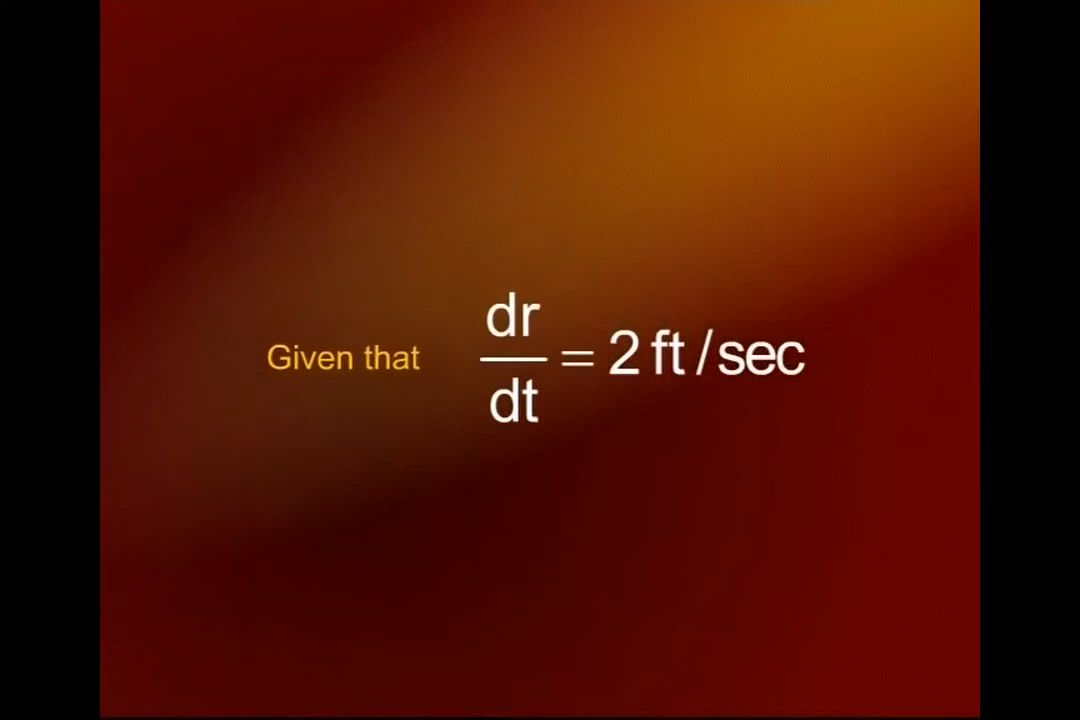 Given that dr/dt = 2 ft/sec